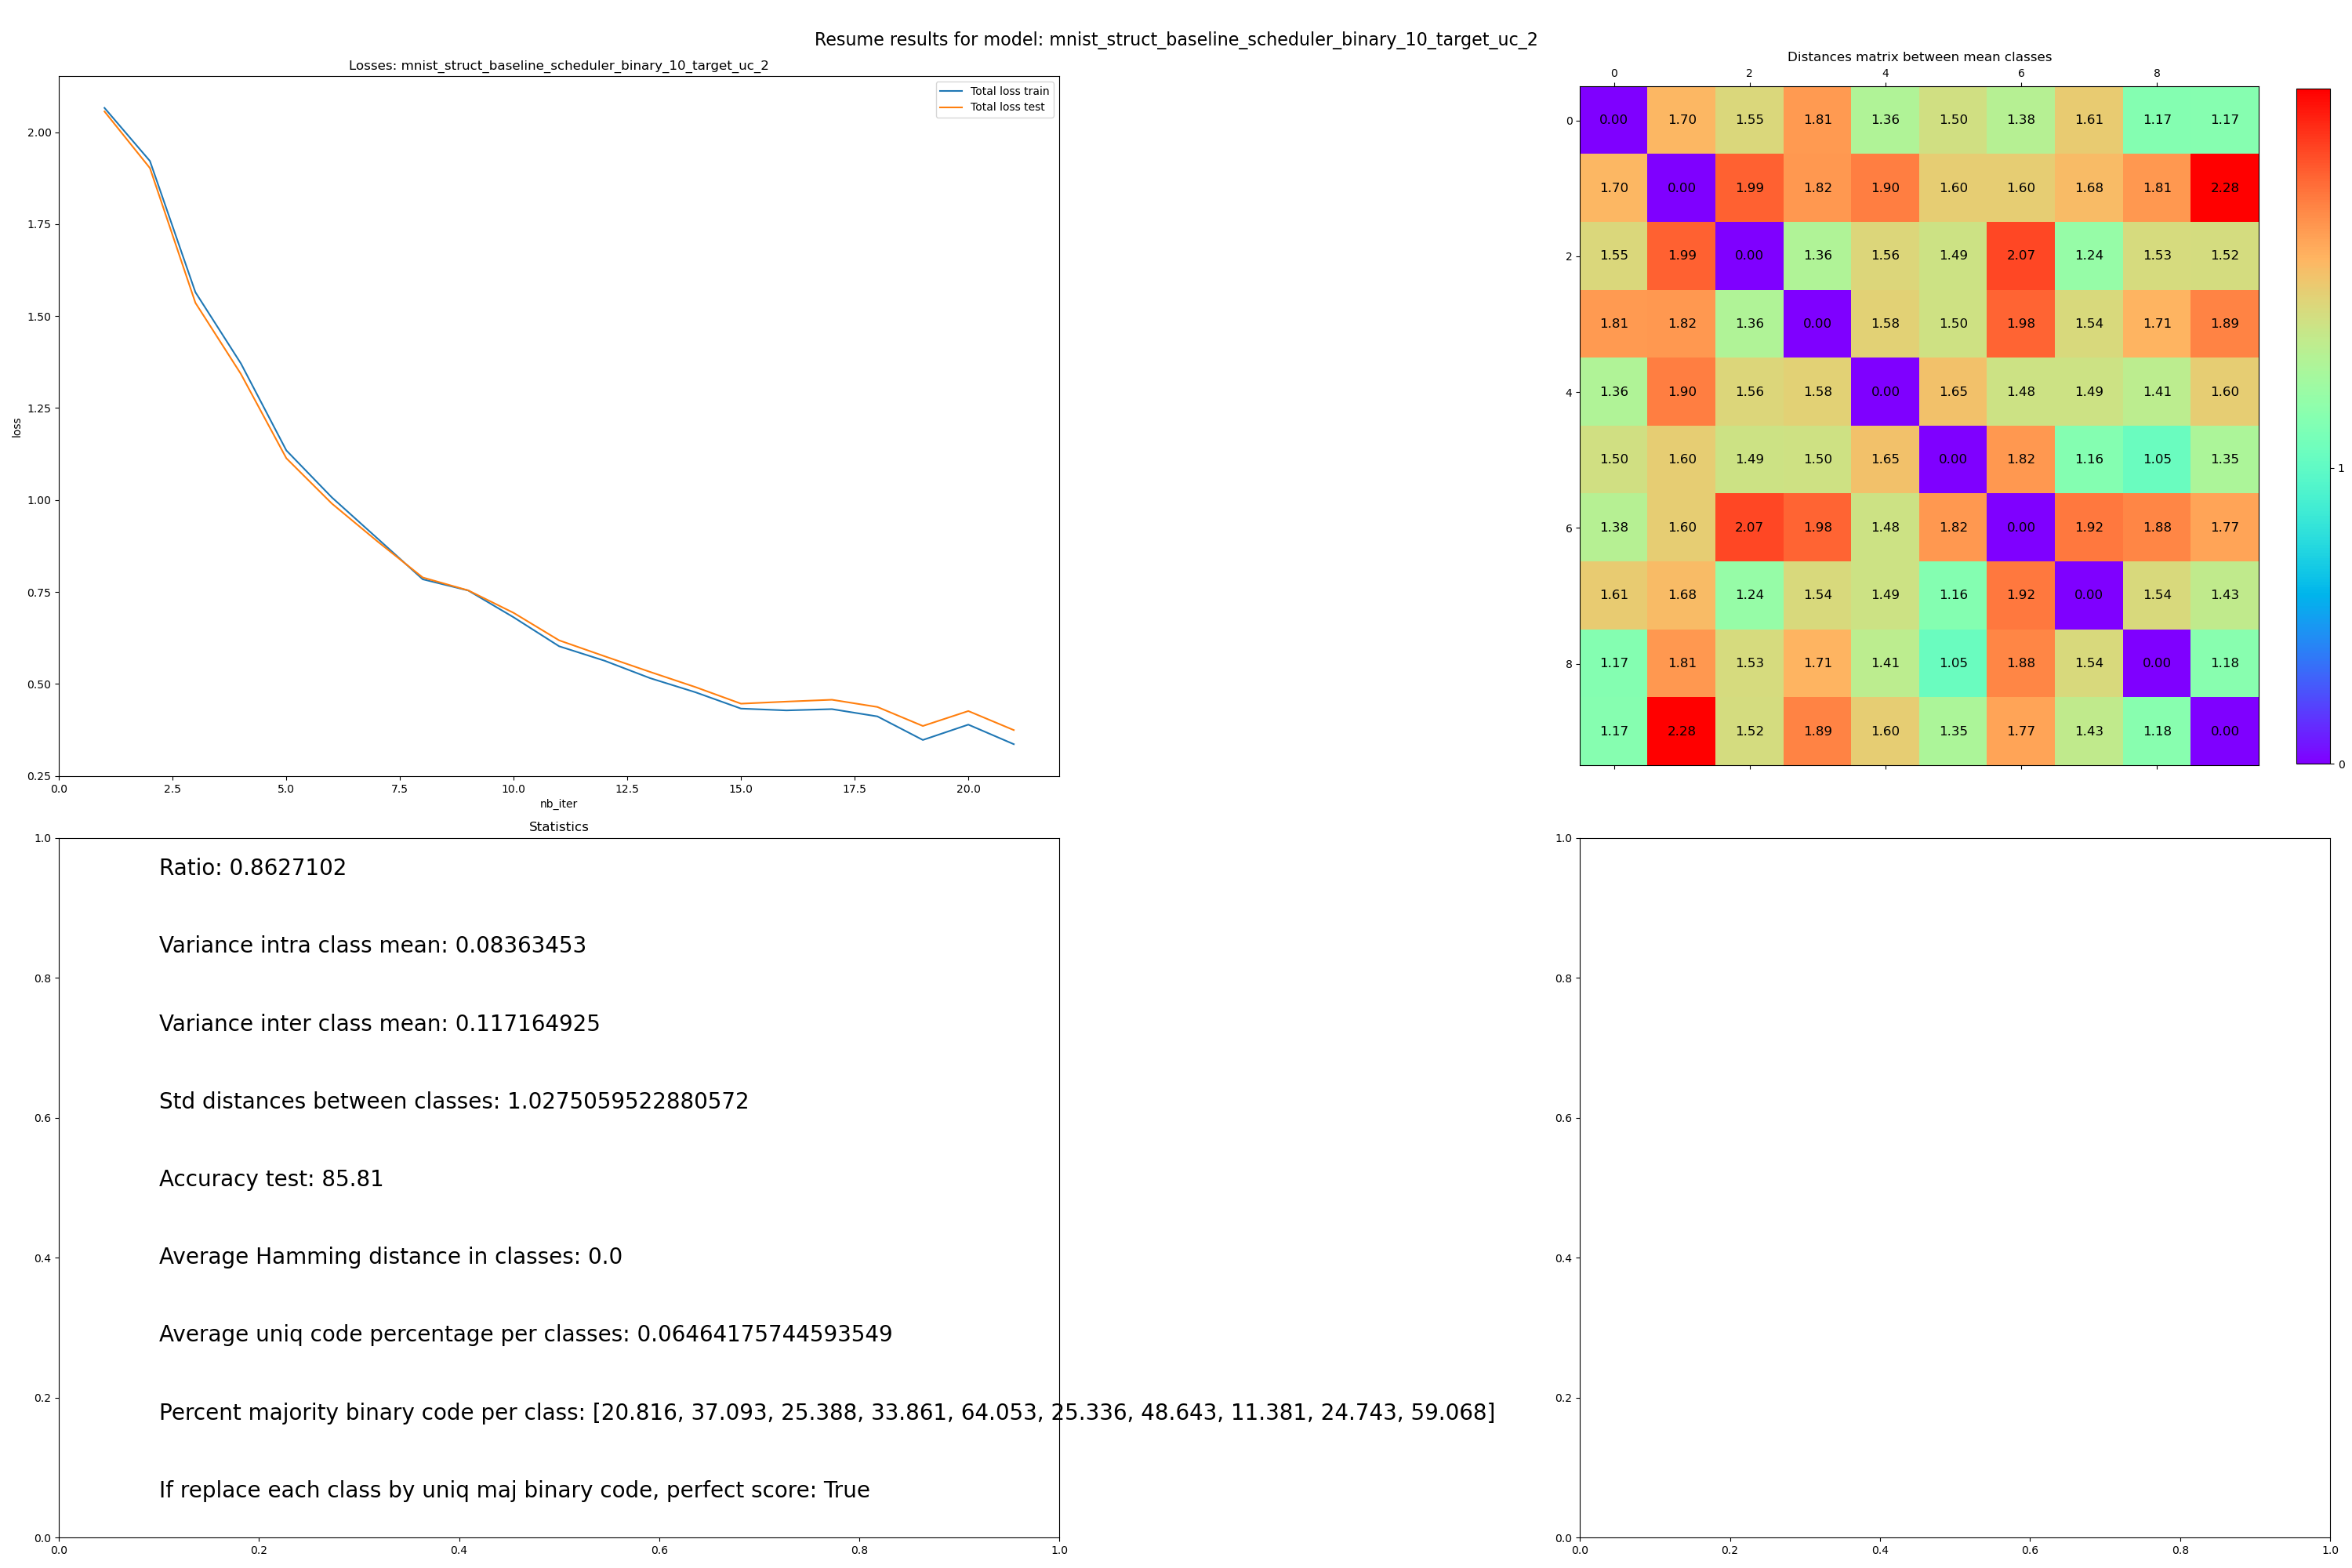 Resume results for model: mnist_struct_baseline_scheduler_binary_10_target_uc_2
Losses: mnist_struct_baseline_scheduler_binary_10_target_uc_2
Total loss train
Total loss test
2.00
1.75
1.50
1.25
1.00
0.75
0.50
0.25
loss
0.0 2.5 5.0 7.5 10.0 12.5 15.0 17.5 20.0
nb_iter
Distances matrix between mean classes
0 2 4 6 8
0 0.00 1.70 1.55 1.81 1.36 1.50 1.38 1.61 1.17 1.17
1.70 0.00 1.99 1.82 1.90 1.60 1.60 1.68 1.81 2.28
2 1.55 1.99 0.00 1.36 1.56 1.49 2.07 1.24 1.53 1.52
1.81 1.82 1.36 0.00 1.58 1.50 1.98 1.54 1.71 1.89
4 1.36 1.90 1.56 1.58 0.00 1.65 1.48 1.49 1.41 1.60
1.50 1.60 1.49 1.50 1.65 0.00 1.82 1.16 1.05 1.35
6 1.38 1.60 2.07 1.98 1.48 1.82 0.00 1.92 1.88 1.77
1.61 1.68 1.24 1.54 1.49 1.16 1.92 0.00 1.54 1.43
8 1.17 1.81 1.53 1.71 1.41 1.05 1.88 1.54 0.00 1.18
1.17 2.28 1.52 1.89 1.60 1.35 1.77 1.43 1.18 0.00
1
0
Statistics
1.0
0.8
0.6
0.4
0.2
0.0
Ratio: 0.8627102
Variance intra class mean: 0.08363453
Variance inter class mean: 0.117164925
Std distances between classes: 1.0275059522880572
Accuracy test: 85.81
Average Hamming distance in classes: 0.0
Average uniq code percentage per classes: 0.06464175744593549
Percent majority binary code per class: [20.816, 37.093, 25.388, 33.861, 64.053, 25.336, 48.643, 11.381, 24.743, 59.068]
If replace each class by uniq maj binary code, perfect score: True
0.0 0.2 0.4 0.6 0.8 1.0
1.0
0.8
0.6
0.4
0.2
0.0
0.0 0.2 0.4 0.6 0.8 1.0